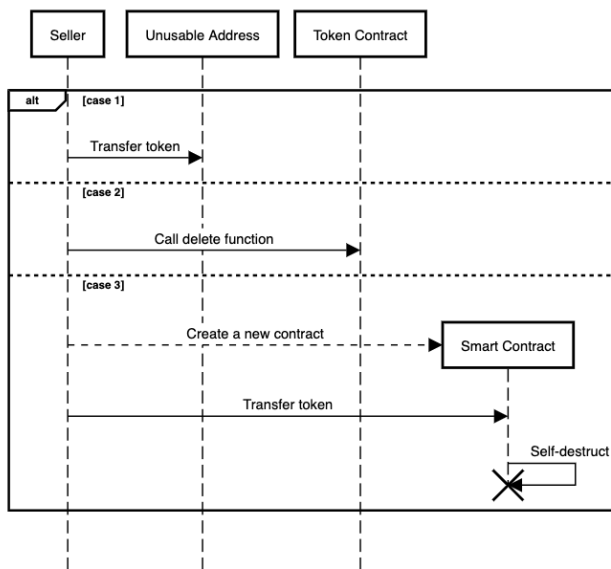 Seller
Unusable Address
Token Contract
alt
[case 1]
Transfer token
[case 2]
Call delete function
[case 3]
Create a new contract
Smart Contract
Transfer token
Self-destruct